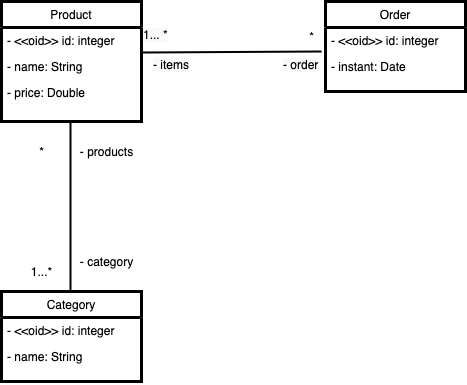 Product
- <<oid>> id: integer
- name: String
- price: Double
1... *
*
- items
- order
Order
- <<oid>> id: integer
- instant: Date
*
- products
- category
1...*
Category
- <<oid>> id: integer
- name: String